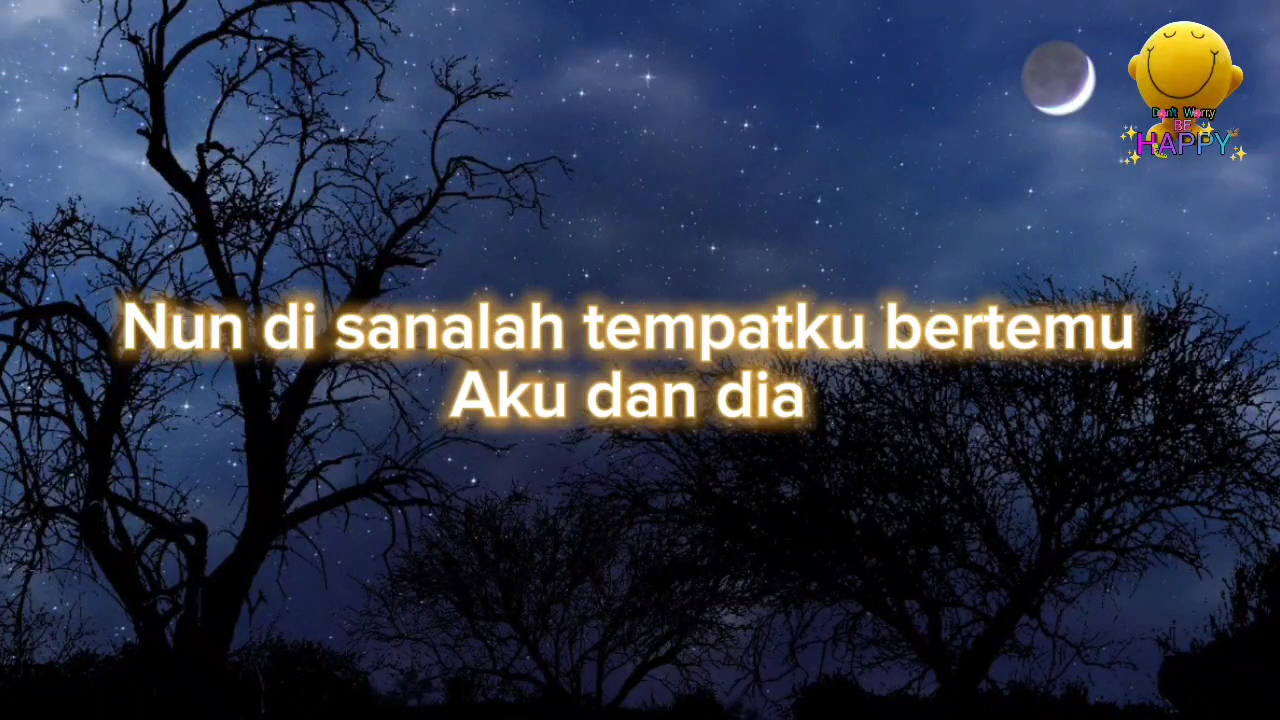 Don't Worry
BE
HAPPY
Nun di sanalah tempatku bertemu
Aku dan dia